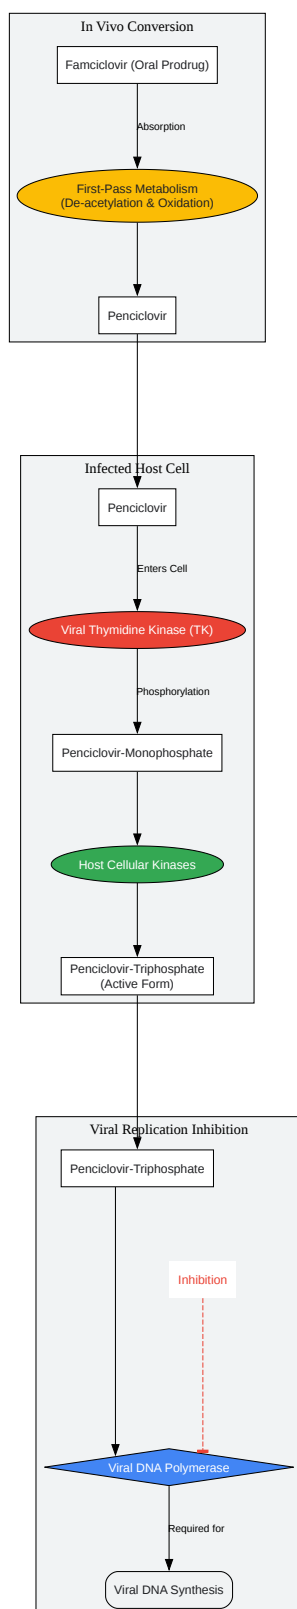 In Vivo Conversion
Famciclovir (Oral Prodrug)
Absorption
First-Pass Metabolism
(De-acetylation & Oxidation)
Penciclovir
Infected Host Cell
Penciclovir
Enters Cell
Viral Thymidine Kinase (TK)
Phosphorylation
Penciclovir-Monophosphate
Host Cellular Kinases
Penciclovir-Triphosphate
(Active Form)
Viral Replication Inhibition
Penciclovir-Triphosphate
Inhibition
Viral DNA Polymerase
Required for
Viral DNA Synthesis